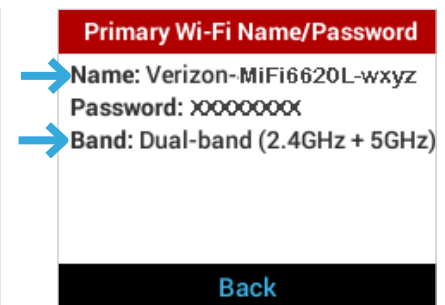 Primary Wi-Fi Name/Password
Name: Verizon-MiFi6620L-wxyz
Password: XXXXXXXX
Band: Dual-band (2.4GHz + 5GHz)
Back